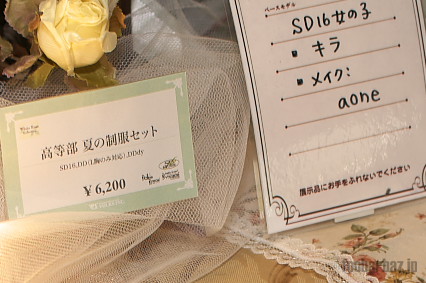 高等部 夏の制服セット
SD16,DD(L胸のみ対応),DDdy
¥6,200
ベースモデル
SD16女の子
・キラ
・メイク:
aone
展示品にお手をふれないでください